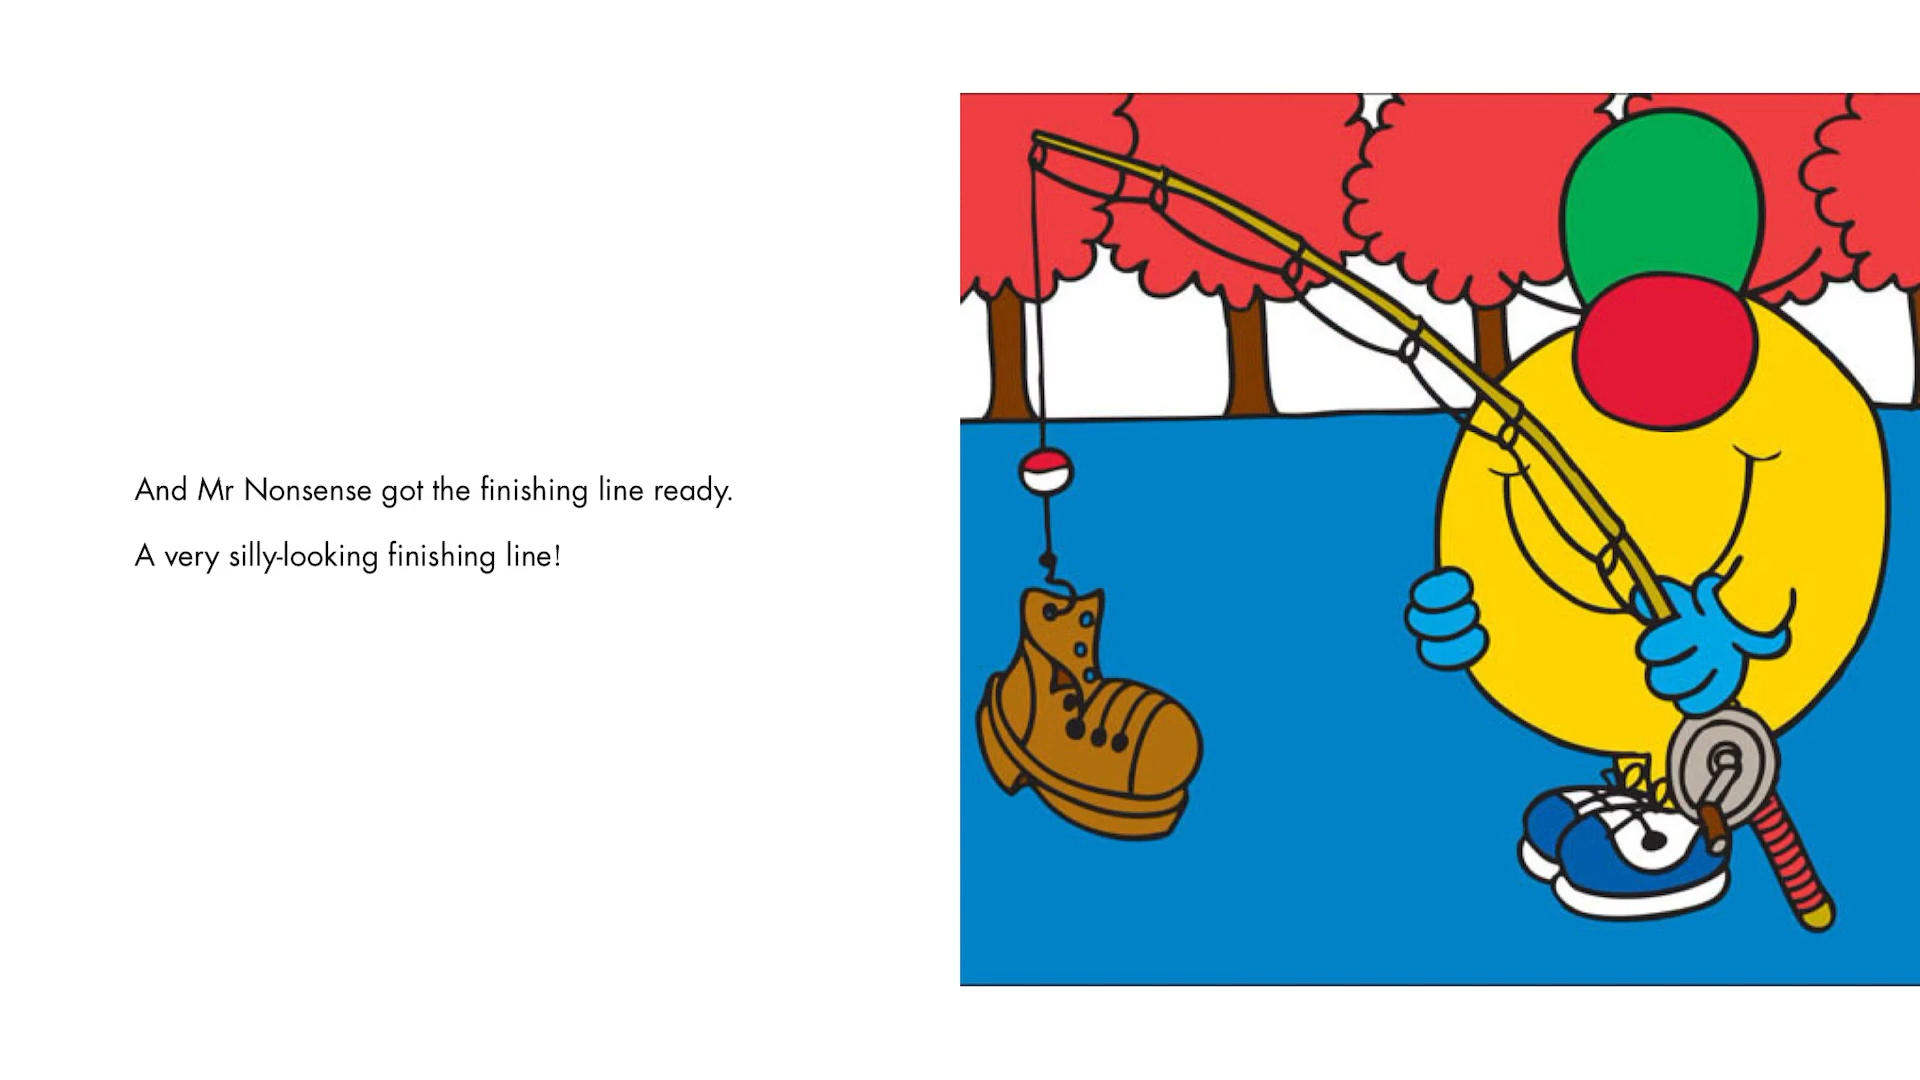 And Mr Nonsense got the finishing line ready.
A very silly-looking finishing line!